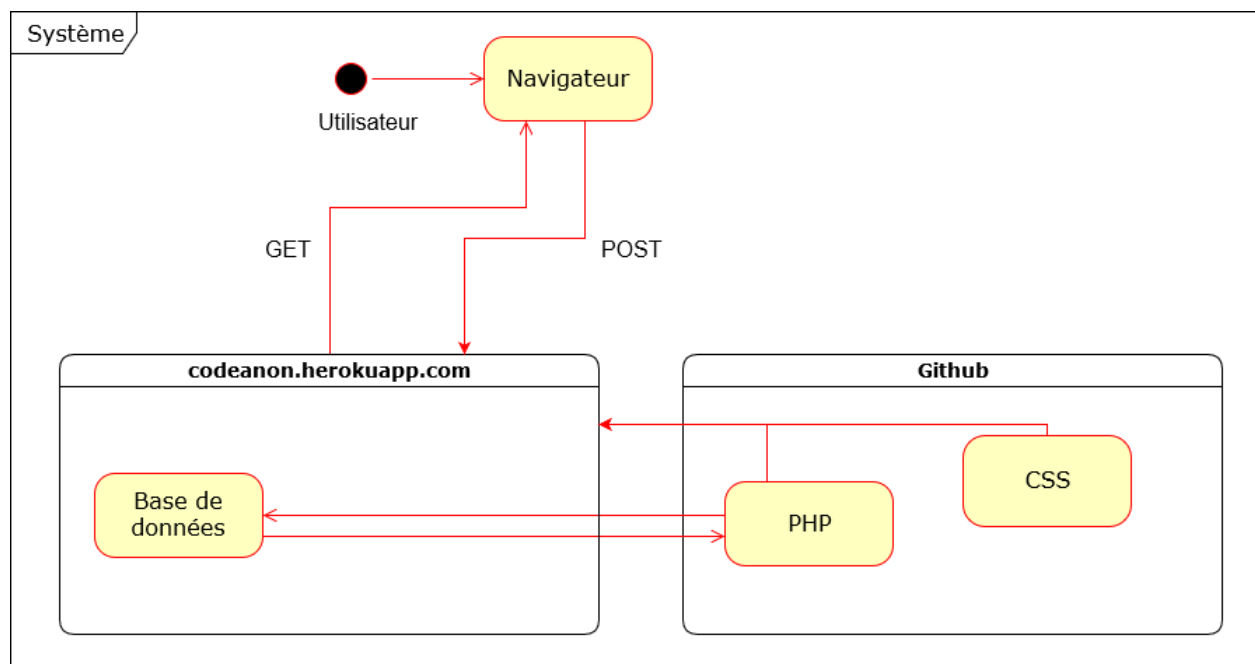 Système
Navigateur
Utilisateur
GET
POST
codeanon.herokuapp.com
Github
Base de
données
PHP
CSS